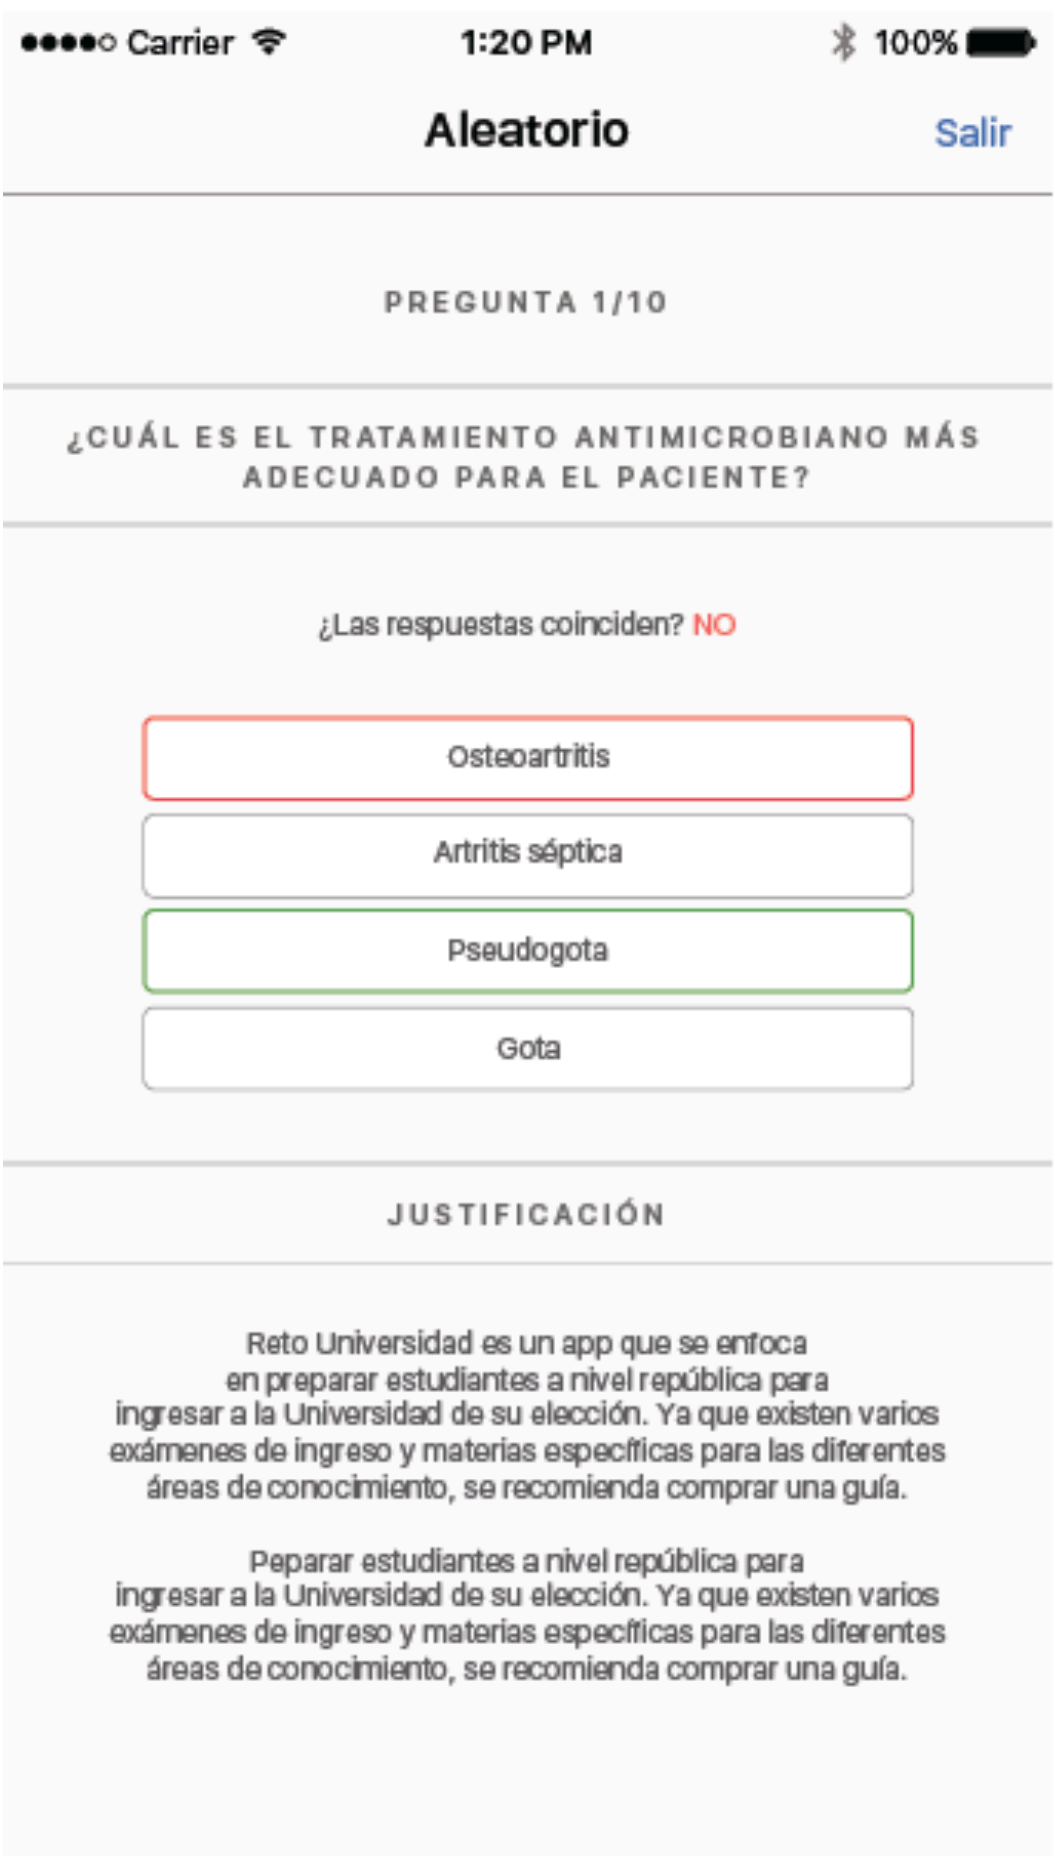 Carrier 1:20 PM 100%
Aleatorio Salir
PREGUNTA 1/10
¿CUÁL ES EL TRATAMIENTO ANTIMICROBIANO MÁS
ADECUADO PARA EL PACIENTE?
¿Las respuestas coinciden? NO
Osteoartritis
Artritis séptica
Pseudogota
Gota
JUSTIFICACIÓN
Reto Universidad es un app que se enfoca
en preparar estudiantes a nivel república para
ingresar a la Universidad de su elección. Ya que existen varios
exámenes de ingreso y materias específicas para las diferentes
áreas de conocimiento, se recomienda comprar una guía.
Peparar estudiantes a nivel república para
ingresar a la Universidad de su elección. Ya que existen varios
exámenes de ingreso y materias específicas para las diferentes
áreas de conocimiento, se recomienda comprar una guía.